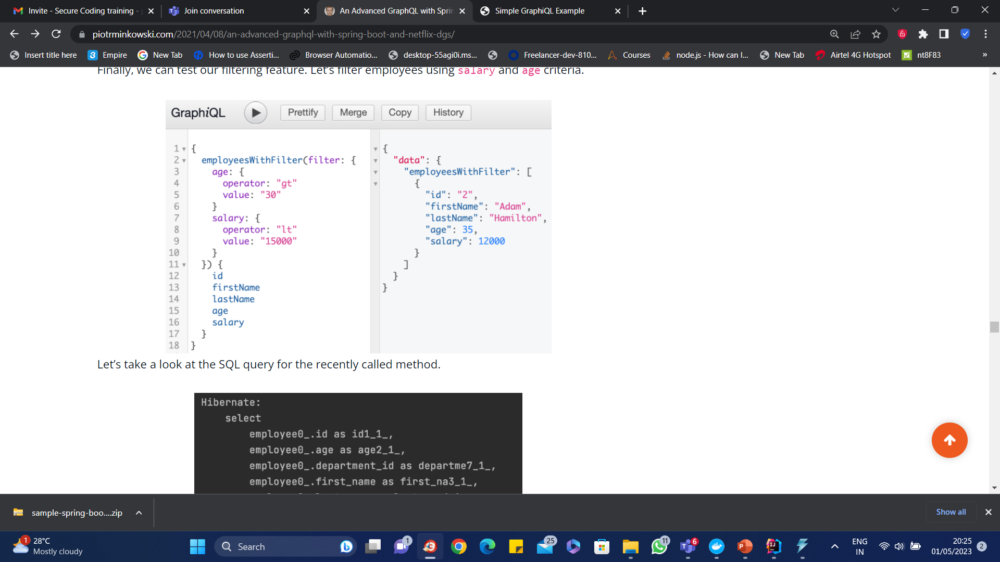 Invite - Secure Coding training -
Join conversation
An Advanced GraphQL with Sprin
Simple GraphiQL Example
piotrminkowski.com/2021/04/08/an-advanced-graphql-with-spring-boot-and-netflix-dgs/
Insert title here
Empire
New Tab
How to use Asserti...
Browser Automatio...
desktop-55agi0i.ms...
Freelancer-dev-810...
Courses
node.js - How can I...
New Tab
Airtel 4G Hotspot
nt8F83
»
Finally, we can test our filtering feature. Let's filter employees using salary and age criteria.
GraphiQL
Prettify
Merge
Copy
History
1 {
2 employeesWithFilter(filter: {
3 age: {
4 operator: "gt"
5 value: "30"
6 }
7 salary: {
8 operator: "lt"
9 value: "15000"
10 }
11 }) {
12 id
13 firstName
14 lastName
15 age
16 salary
17 }
18 }
{
"data": {
"employeesWithFilter": [
{
"id": "2",
"firstName": "Adam",
"lastName": "Hamilton",
"age": 35,
"salary": 12000
}
]
}
}
Let's take a look at the SQL query for the recently called method.
Hibernate:
select
employee0_.id as id1_1_,
employee0_.age as age2_1_,
employee0_.department_id as departme7_1_,
employee0_.first_name as first_na3_1_,
sample-spring-boo....zip
Show all
1
28°C
Mostly cloudy
Search
1
25
11
6
ENG
IN
20:25
01/05/2023
2